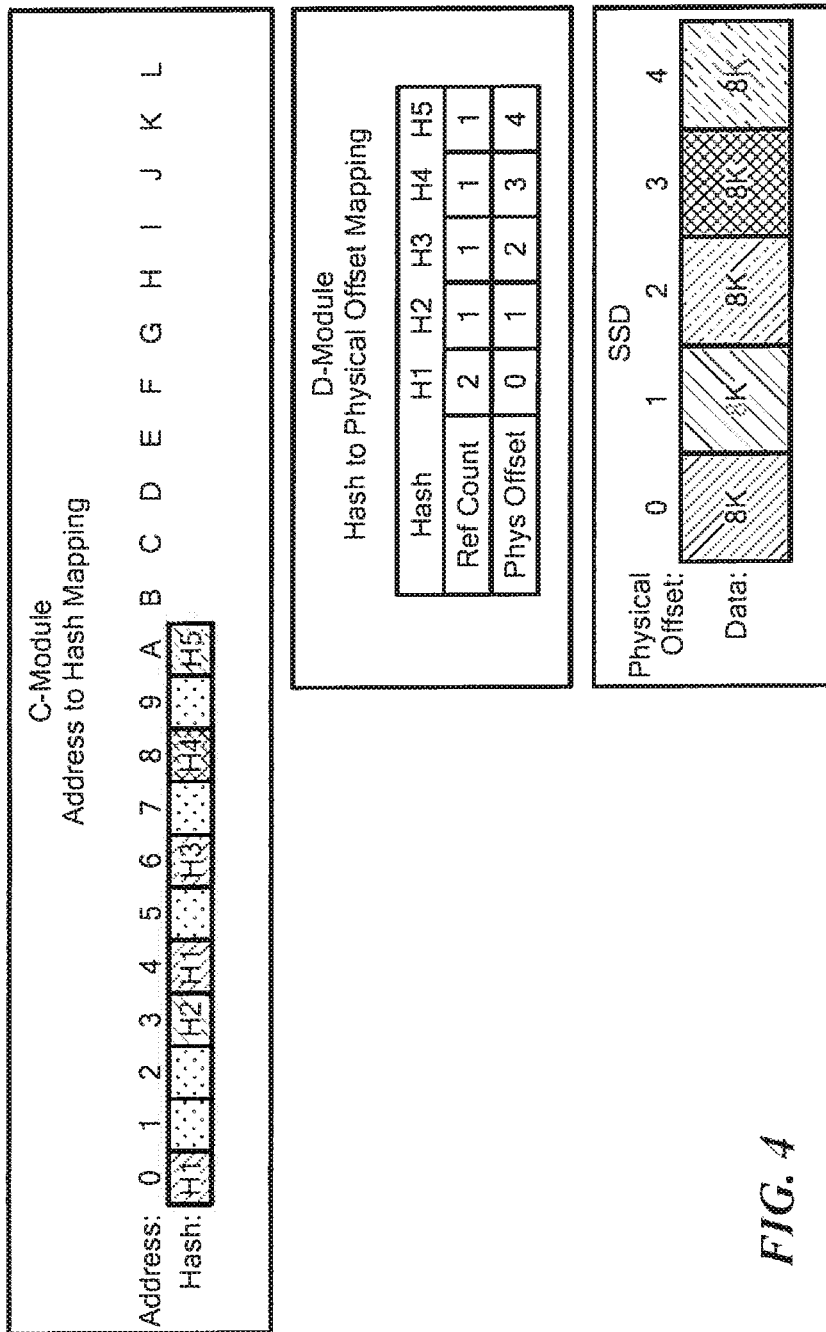 C-Module
Address to Hash Mapping
Address: 0 1 2 3 4 5 6 7 8 9 A B C D E F G H I J K L
Hash: H1 H2 H1 H3 H4 H5
D-Module
Hash to Physical Offset Mapping
Hash H1 H2 H3 H4 H5
Ref Count 2 1 1 1 1
Phys Offset 0 1 2 3 4
SSD
Physical
Offset: 0 1 2 3 4
Data: 8K 8K 8K 8K 8K
FIG. 4